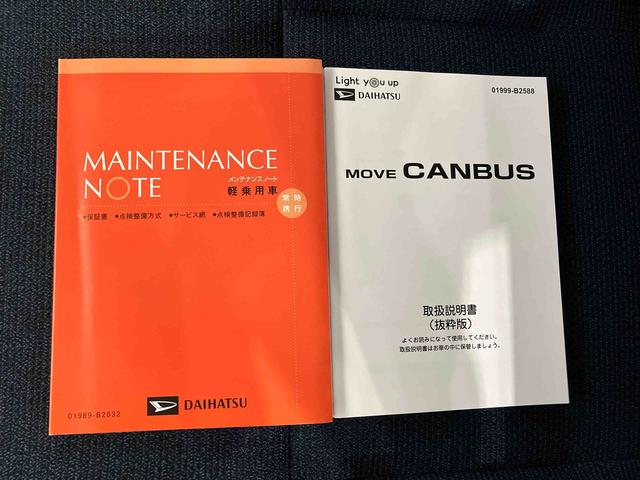 MAINTENANCE
NOTE
メンテナンスノート
軽乗用車
常時
携行
●保証書 ●点検整備方式 ●サービス網 ●点検整備記録簿
01989-B2032
DAIHATSU
Light you up
DAIHATSU
01999-B2588
MOVE CANBUS
取扱説明書
（抜粋版）
よくお読みになって使用してください。
取扱説明書はお車の中に保管しましょう。